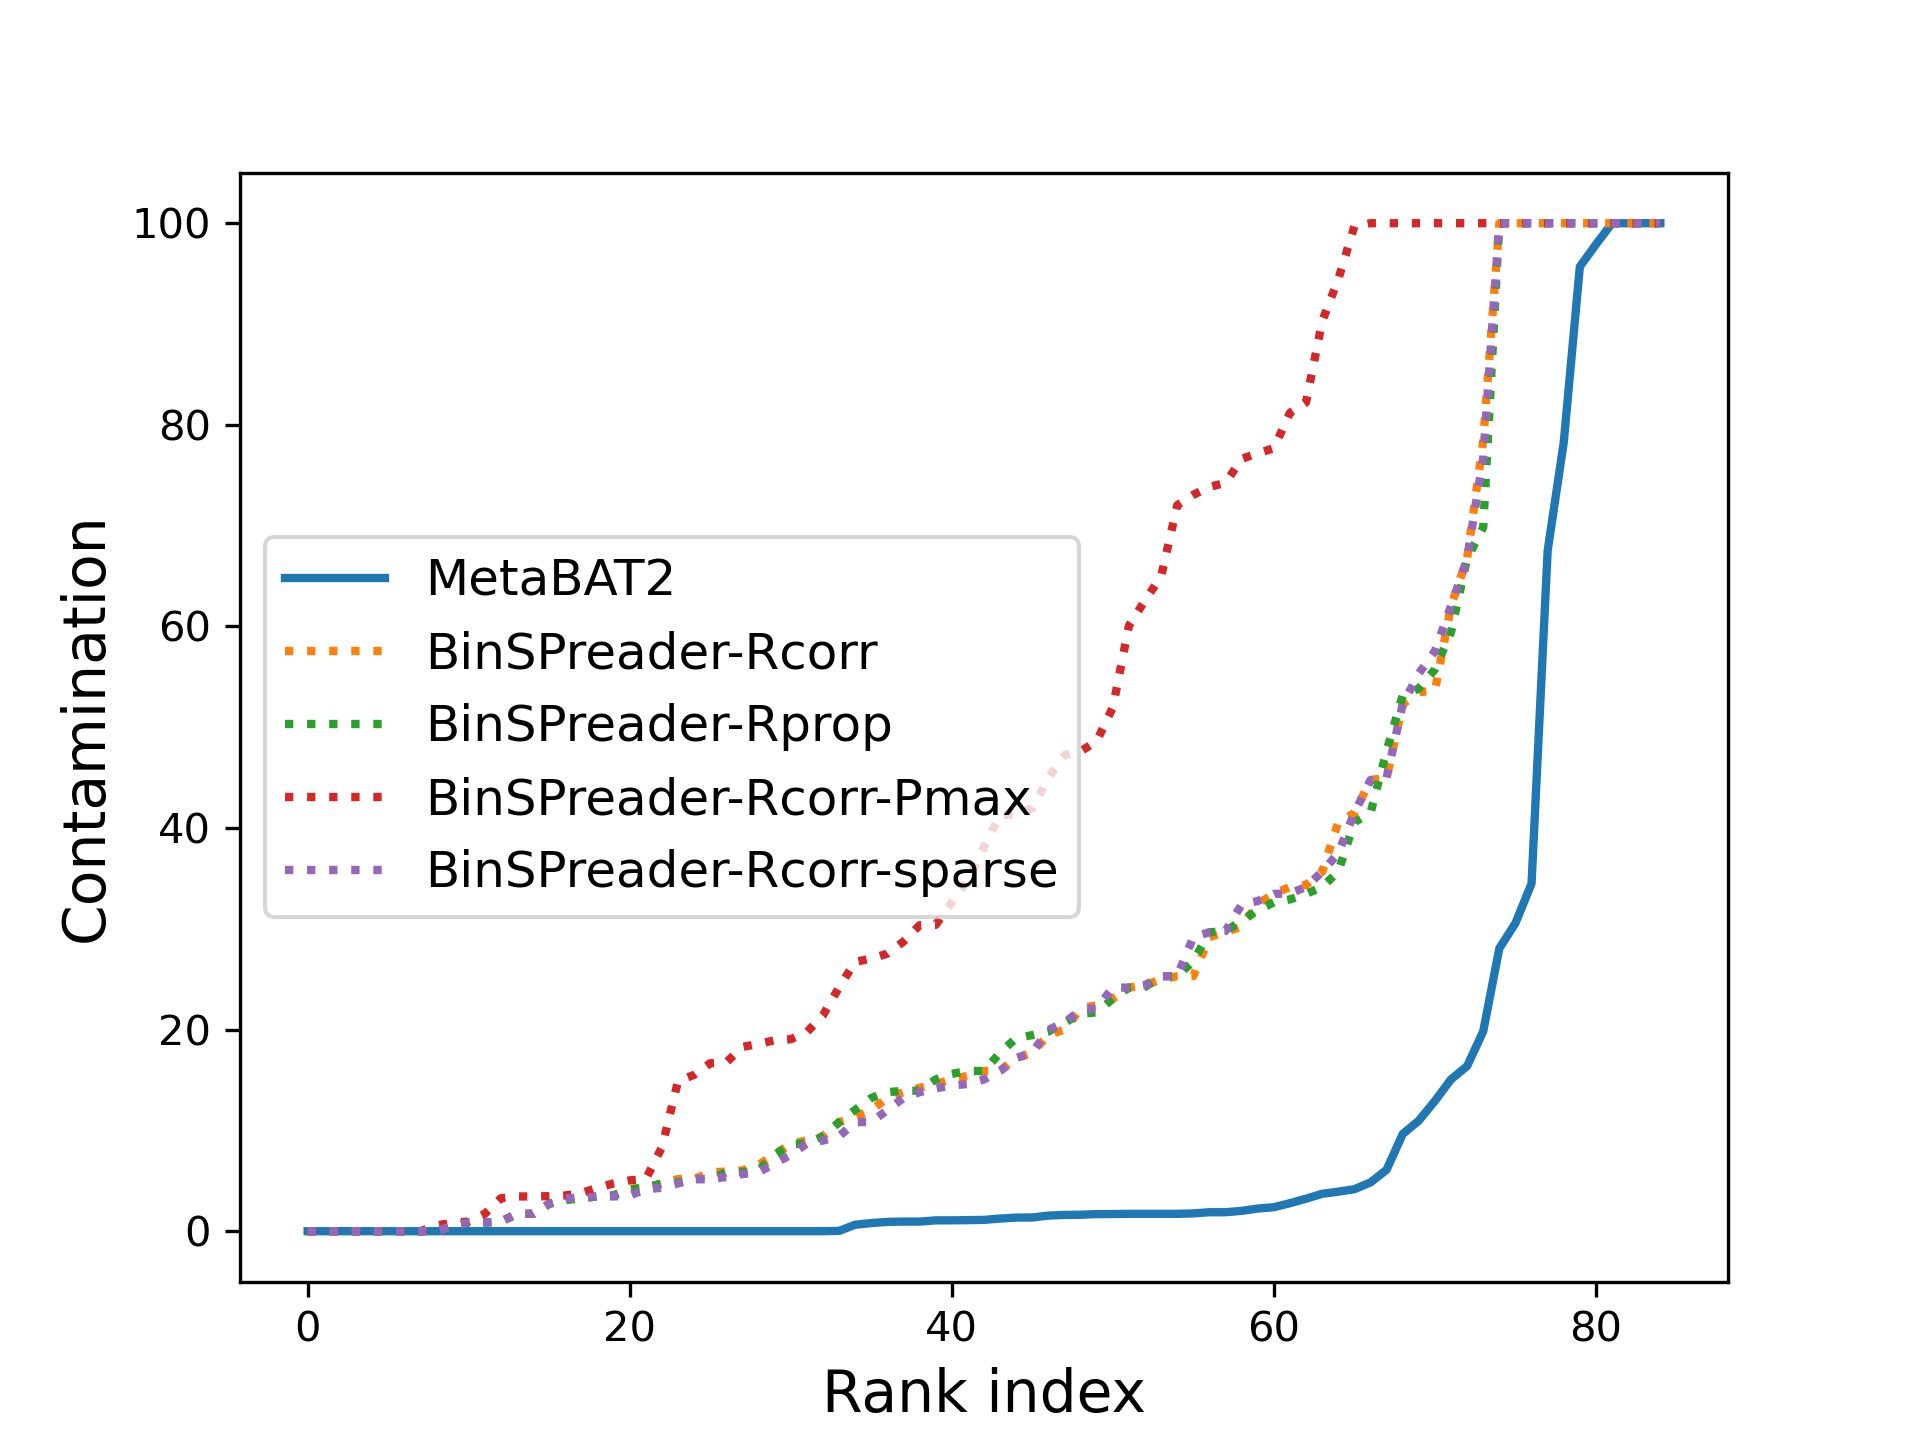 100
80
60
40
20
0
Contamination
MetaBAT2
BinSPreader-Rcorr
BinSPreader-Rprop
BinSPreader-Rcorr-Pmax
BinSPreader-Rcorr-sparse
0 20 40 60 80
Rank index